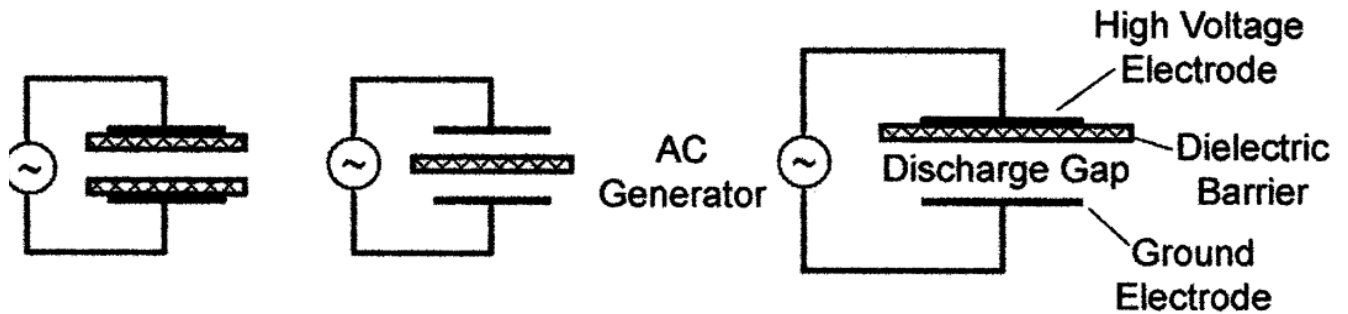 High Voltage
Electrode
AC
Generator
Discharge Gap
Dielectric
Barrier
Ground
Electrode